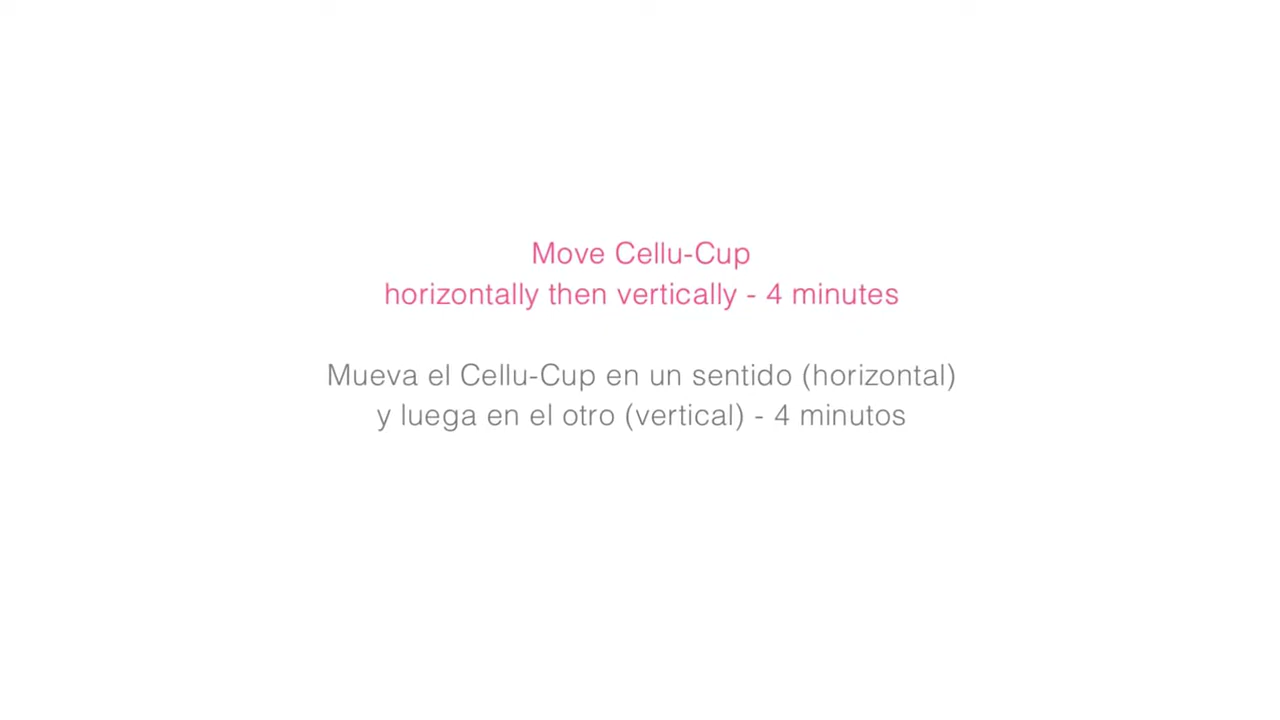 Move Cellu-Cup
horizontally then vertically - 4 minutes
Mueva el Cellu-Cup en un sentido (horizontal)
y luega en el otro (vertical) - 4 minutos